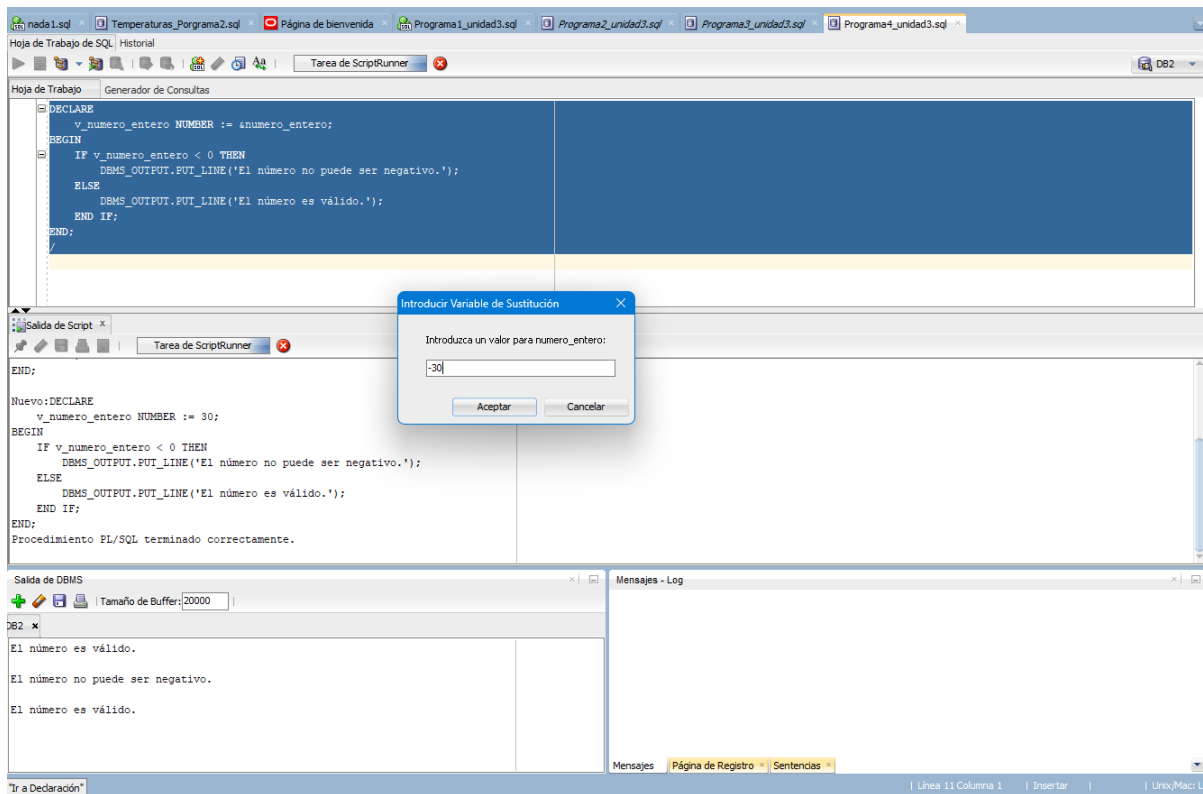 nada1.sql Temperaturas_Porgrama2.sql Página de bienvenida Programa1_unidad3.sql Programa2_unidad3.sql Programa3_unidad3.sql Programa4_unidad3.sql
Hoja de Trabajo de SQL Historial
Tarea de ScriptRunner DB2
Hoja de Trabajo Generador de Consultas
DECLARE
v_numero_entero NUMBER := &numero_entero;
BEGIN
IF v_numero_entero < 0 THEN
DBMS_OUTPUT.PUT_LINE('El número no puede ser negativo.');
ELSE
DBMS_OUTPUT.PUT_LINE('El número es válido.');
END IF;
END;
/
Introducir Variable de Sustitución
Introduzca un valor para numero_entero:
-30
Aceptar Cancelar
Salida de Script
Tarea de ScriptRunner
END;
Nuevo:DECLARE
v_numero_entero NUMBER := 30;
BEGIN
IF v_numero_entero < 0 THEN
DBMS_OUTPUT.PUT_LINE('El número no puede ser negativo.');
ELSE
DBMS_OUTPUT.PUT_LINE('El número es válido.');
END IF;
END;
Procedimiento PL/SQL terminado correctamente.
Salida de DBMS
Tamaño de Buffer: 20000
DB2
El número es válido.
El número no puede ser negativo.
El número es válido.
Mensajes - Log
Mensajes Página de Registro Sentencias
"Ir a Declaración" | Línea 11 Columna 1 | Insertar | | Unix/Mac: L